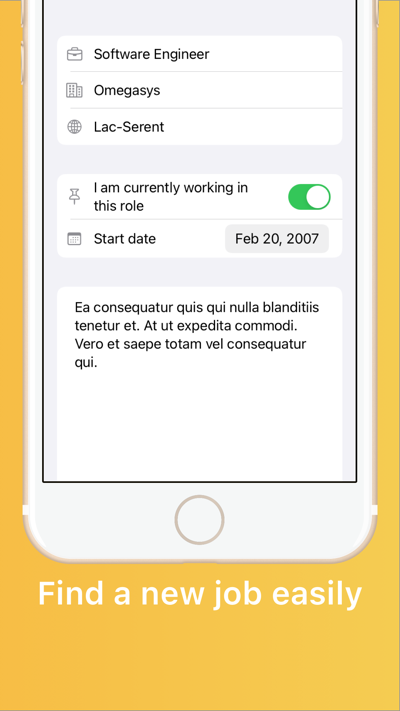 Software Engineer
Omegasys
Lac-Serent
I am currently working in
this role
Start date
Feb 20, 2007
Ea consequatur quis qui nulla blanditiis
tenetur et. At ut expedita commodi.
Vero et saepe totam vel consequatur
qui.
Find a new job easily